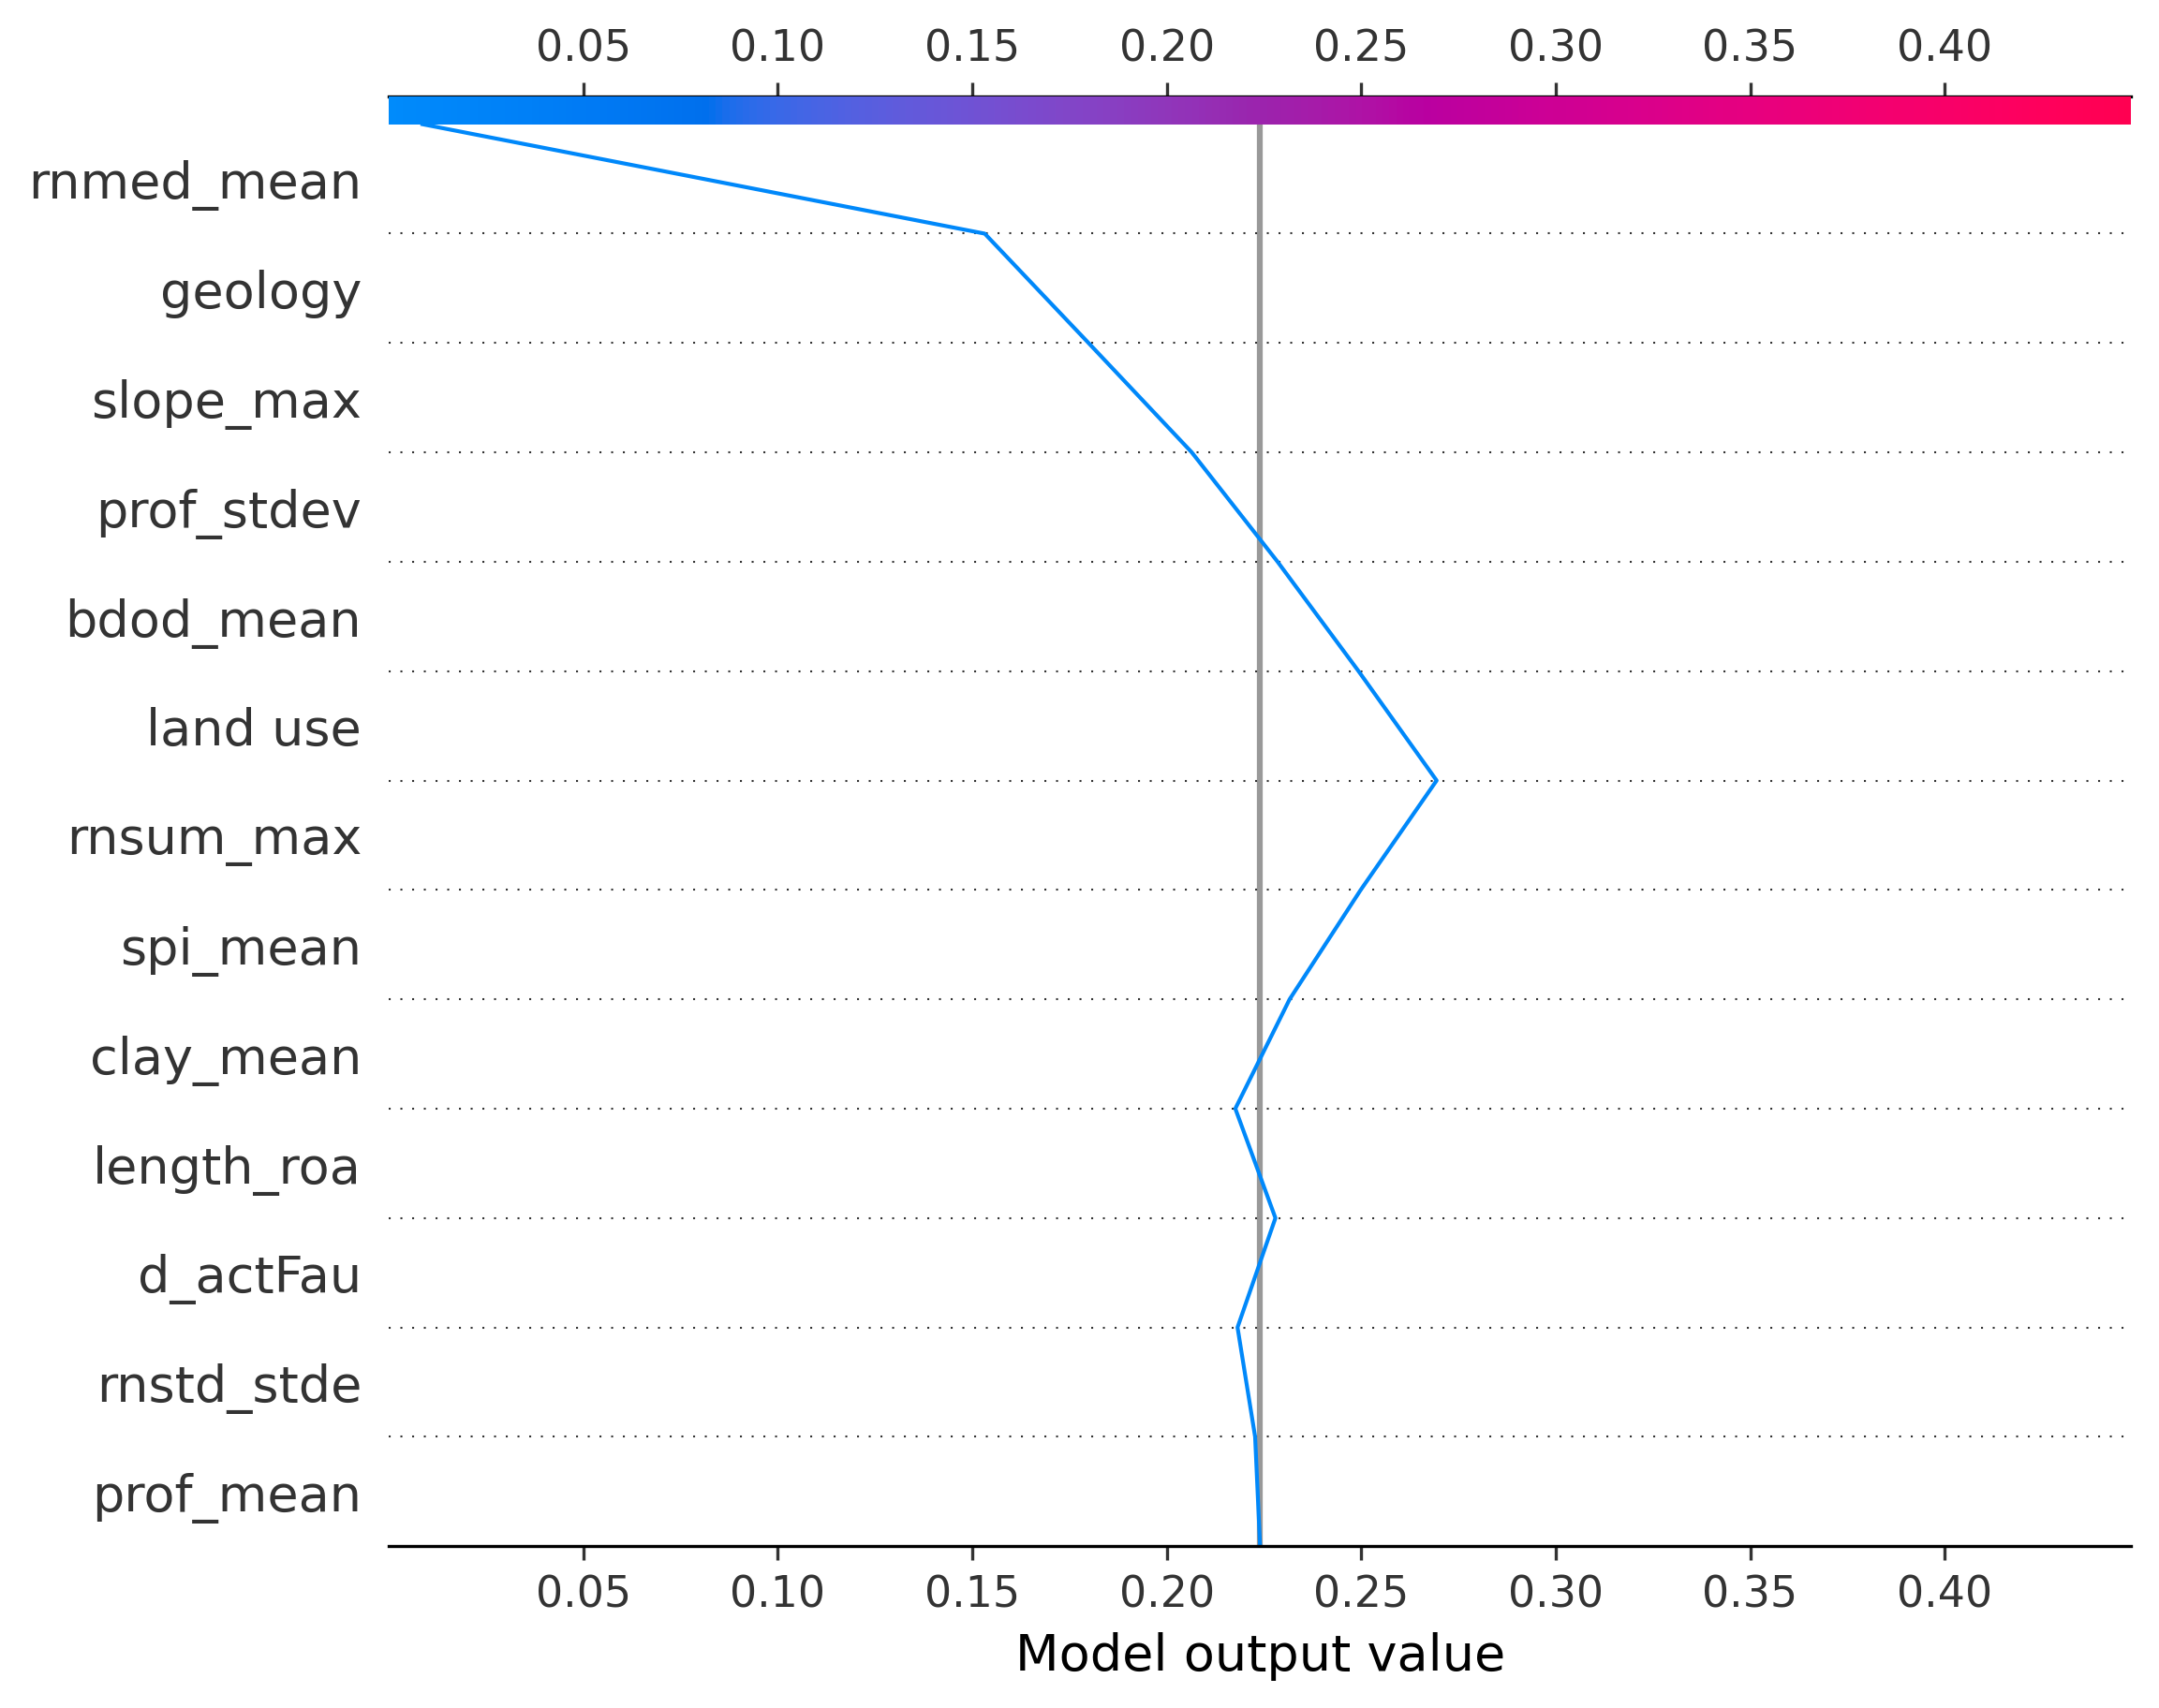 0.05 0.10 0.15 0.20 0.25 0.30 0.35 0.40
rnmed_mean
geology
slope_max
prof_stdev
bdod_mean
land use
rnsum_max
spi_mean
clay_mean
length_roa
d_actFau
rnstd_stde
prof_mean
0.05 0.10 0.15 0.20 0.25 0.30 0.35 0.40
Model output value